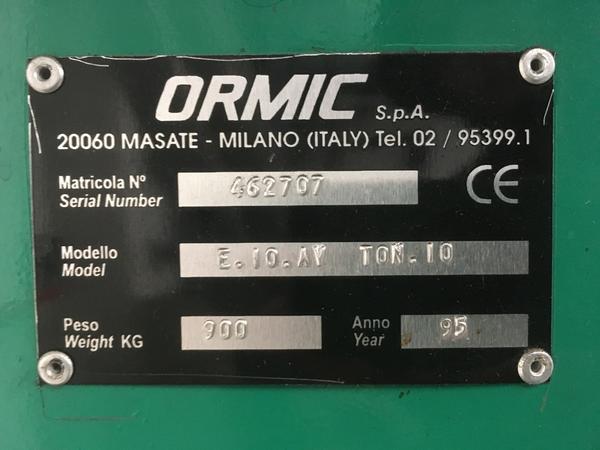 ORMIC S.p.A.
20060 MASATE - MILANO (ITALY) Tel. 02 / 95399.1
Matricola Nº 462707 CE
Serial Number
Modello E.10.AV TON.10
Model
Peso 900 Anno 95
Weight KG Year